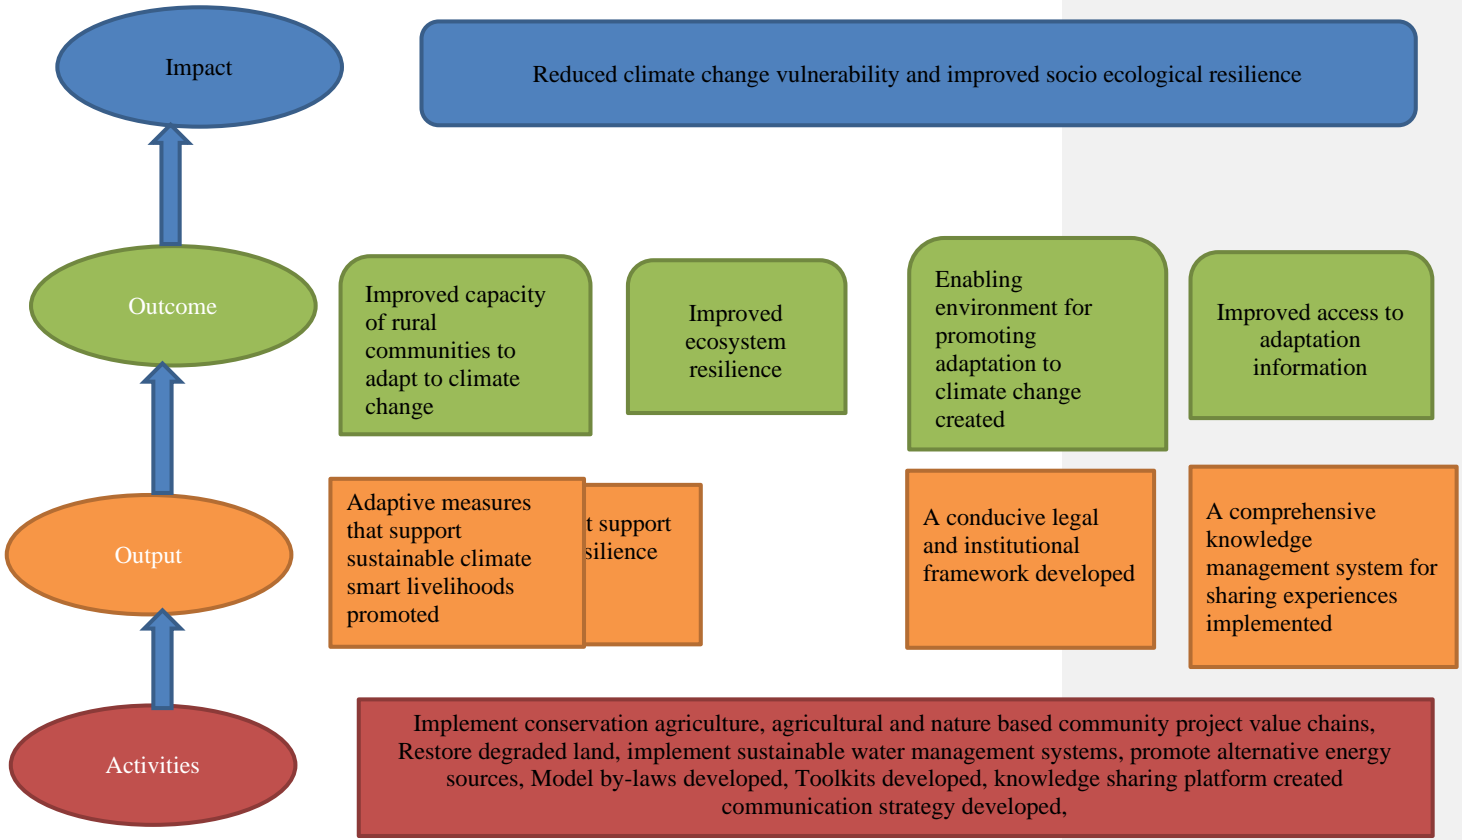 Impact
Reduced climate change vulnerability and improved socio ecological resilience
Outcome
Improved capacity
of rural
communities to
adapt to climate
change
Improved
ecosystem
resilience
Enabling
environment for
promoting
adaptation to
climate change
created
Improved access to
adaptation
information
Output
Adaptive measures
that support
sustainable climate
smart livelihoods
promoted
support
A conducive legal
and institutional
framework developed
A comprehensive
knowledge
management system for
sharing experiences
implemented
Activities
Implement conservation agriculture, agricultural and nature based community project value chains,
Restore degraded land, implement sustainable water management systems, promote alternative energy
sources, Model by-laws developed, Toolkits developed, knowledge sharing platform created
communication strategy developed,